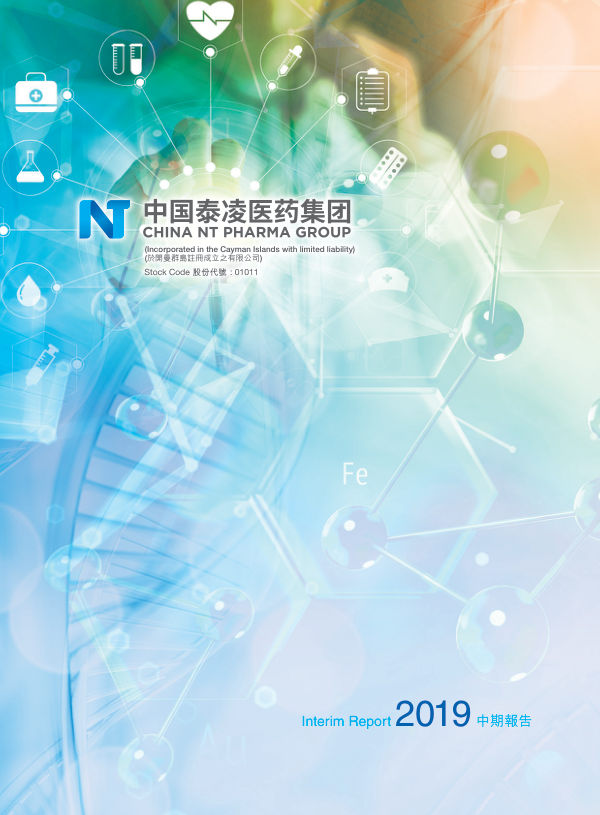 NT 中国泰凌医药集团
CHINA NT PHARMA GROUP
(Incorporated in the Cayman Islands with limited liability)
(於開曼群島註冊成立之有限公司)
Stock Code 股份代號 : 01011
Fe
Interim Report 2019 中期報告
Au